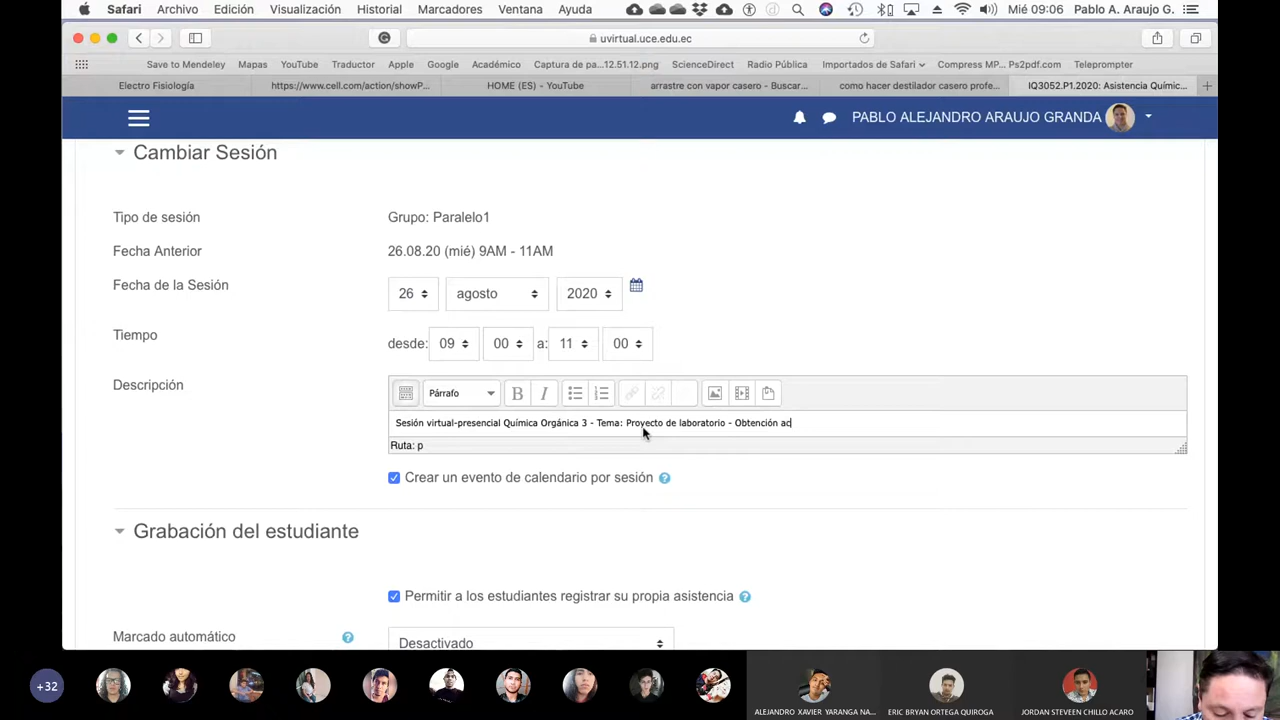 Safari Archivo Edición Visualización Historial Marcadores Ventana Ayuda Mié 09:06 Pablo A. Araujo G.
uvirtual.uce.edu.ec
Save to Mendeley Mapas YouTube Traductor Apple Google Académico Captura de pa...12.51.12.png ScienceDirect Radio Pública Importados de Safari Compress MP... Ps2pdf.com Teleprompter
Electro Fisiología https://www.cell.com/action/showP... HOME (ES) - YouTube arrastre con vapor casero - Buscar... como hacer destilador casero profe... IQ3052.P1.2020: Asistencia Químic...
PABLO ALEJANDRO ARAUJO GRANDA
Cambiar Sesión
Tipo de sesión Grupo: Paralelo1
Fecha Anterior 26.08.20 (mié) 9AM - 11AM
Fecha de la Sesión 26 agosto 2020
Tiempo desde: 09 00 a: 11 00
Descripción Párrafo B I
Sesión virtual-presencial Química Orgánica 3 - Tema: Proyecto de laboratorio - Obtención ac
Ruta: p
Crear un evento de calendario por sesión ?
Grabación del estudiante
Permitir a los estudiantes registrar su propia asistencia ?
Marcado automático ? Desactivado
+32
ALEJANDRO XAVIER YARANGA NA... ERIC BRYAN ORTEGA QUIROGA JORDAN STEVEEN CHILLO ACARO